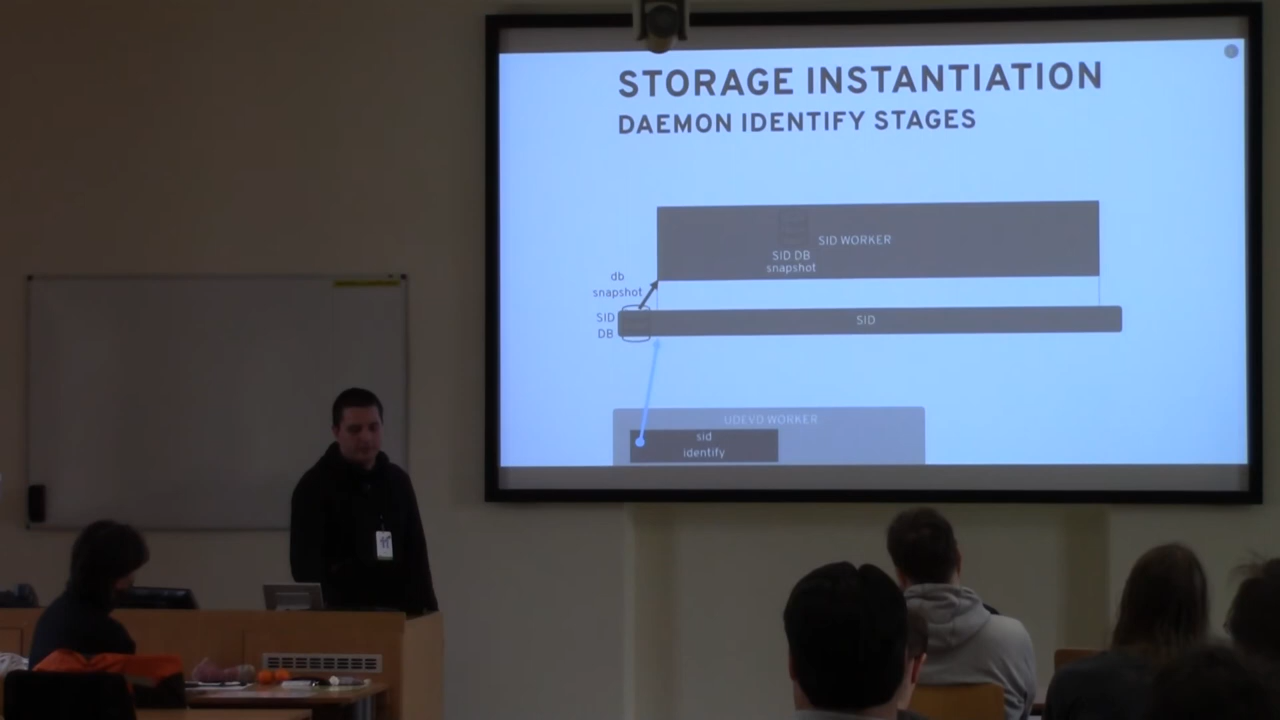 STORAGE INSTANTIATION
DAEMON IDENTIFY STAGES
SID WORKER
SID DB
snapshot
db
snapshot
SID
DB
SID
UDEVD WORKER
sid
identify